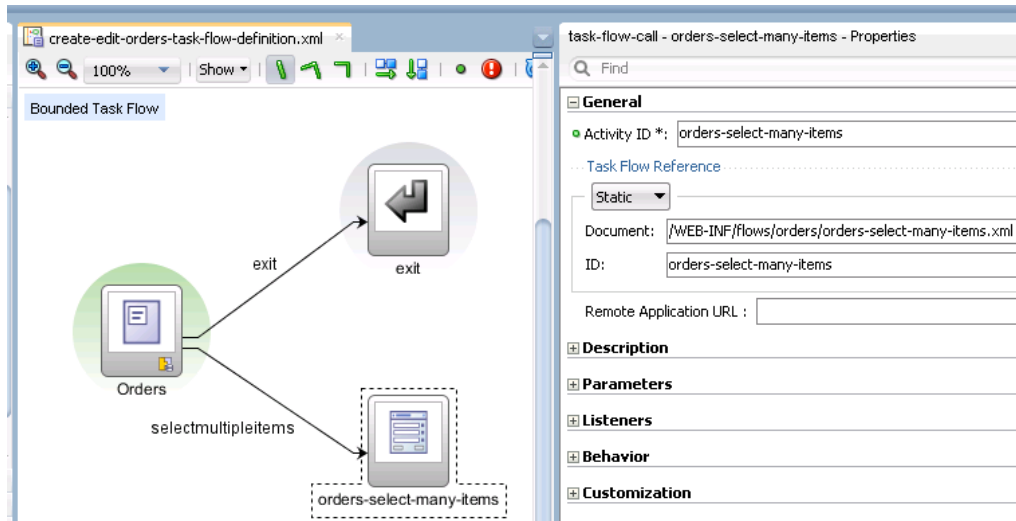 create-edit-orders-task-flow-definition.xml
100%
Show
Bounded Task Flow
exit
exit
Orders
selectmultipleitems
orders-select-many-items
task-flow-call - orders-select-many-items - Properties
Find
General
Activity ID *: orders-select-many-items
Task Flow Reference
Static
Document: /WEB-INF/flows/orders/orders-select-many-items.xml
ID: orders-select-many-items
Remote Application URL :
Description
Parameters
Listeners
Behavior
Customization